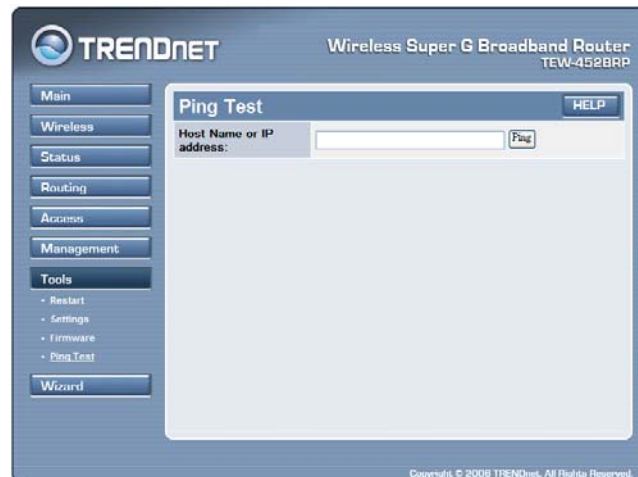 TRENDNET
Wireless Super G Broadband Router
TEW-452BRP
Main
Wireless
Status
Routing
Access
Management
Tools
• Restart
• Settings
• Firmware
• Ping Test
Wizard
Ping Test
HELP
Host Name or IP
address:
Ping
Copyright © 2006 TRENDnet. All Rights Reserved.